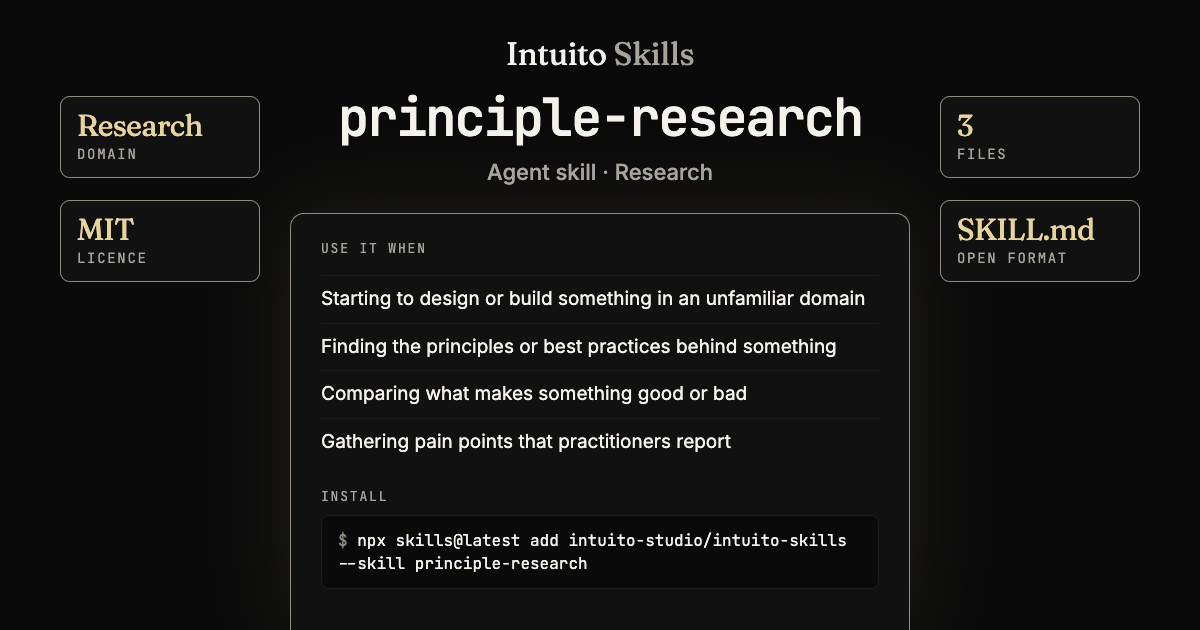 Intuito Skills
principle-research
Agent skill · Research
Research
DOMAIN
MIT
LICENCE
3
FILES
SKILL.md
OPEN FORMAT
USE IT WHEN
Starting to design or build something in an unfamiliar domain
Finding the principles or best practices behind something
Comparing what makes something good or bad
Gathering pain points that practitioners report
INSTALL
$ npx skills@latest add intuito-studio/intuito-skills
--skill principle-research